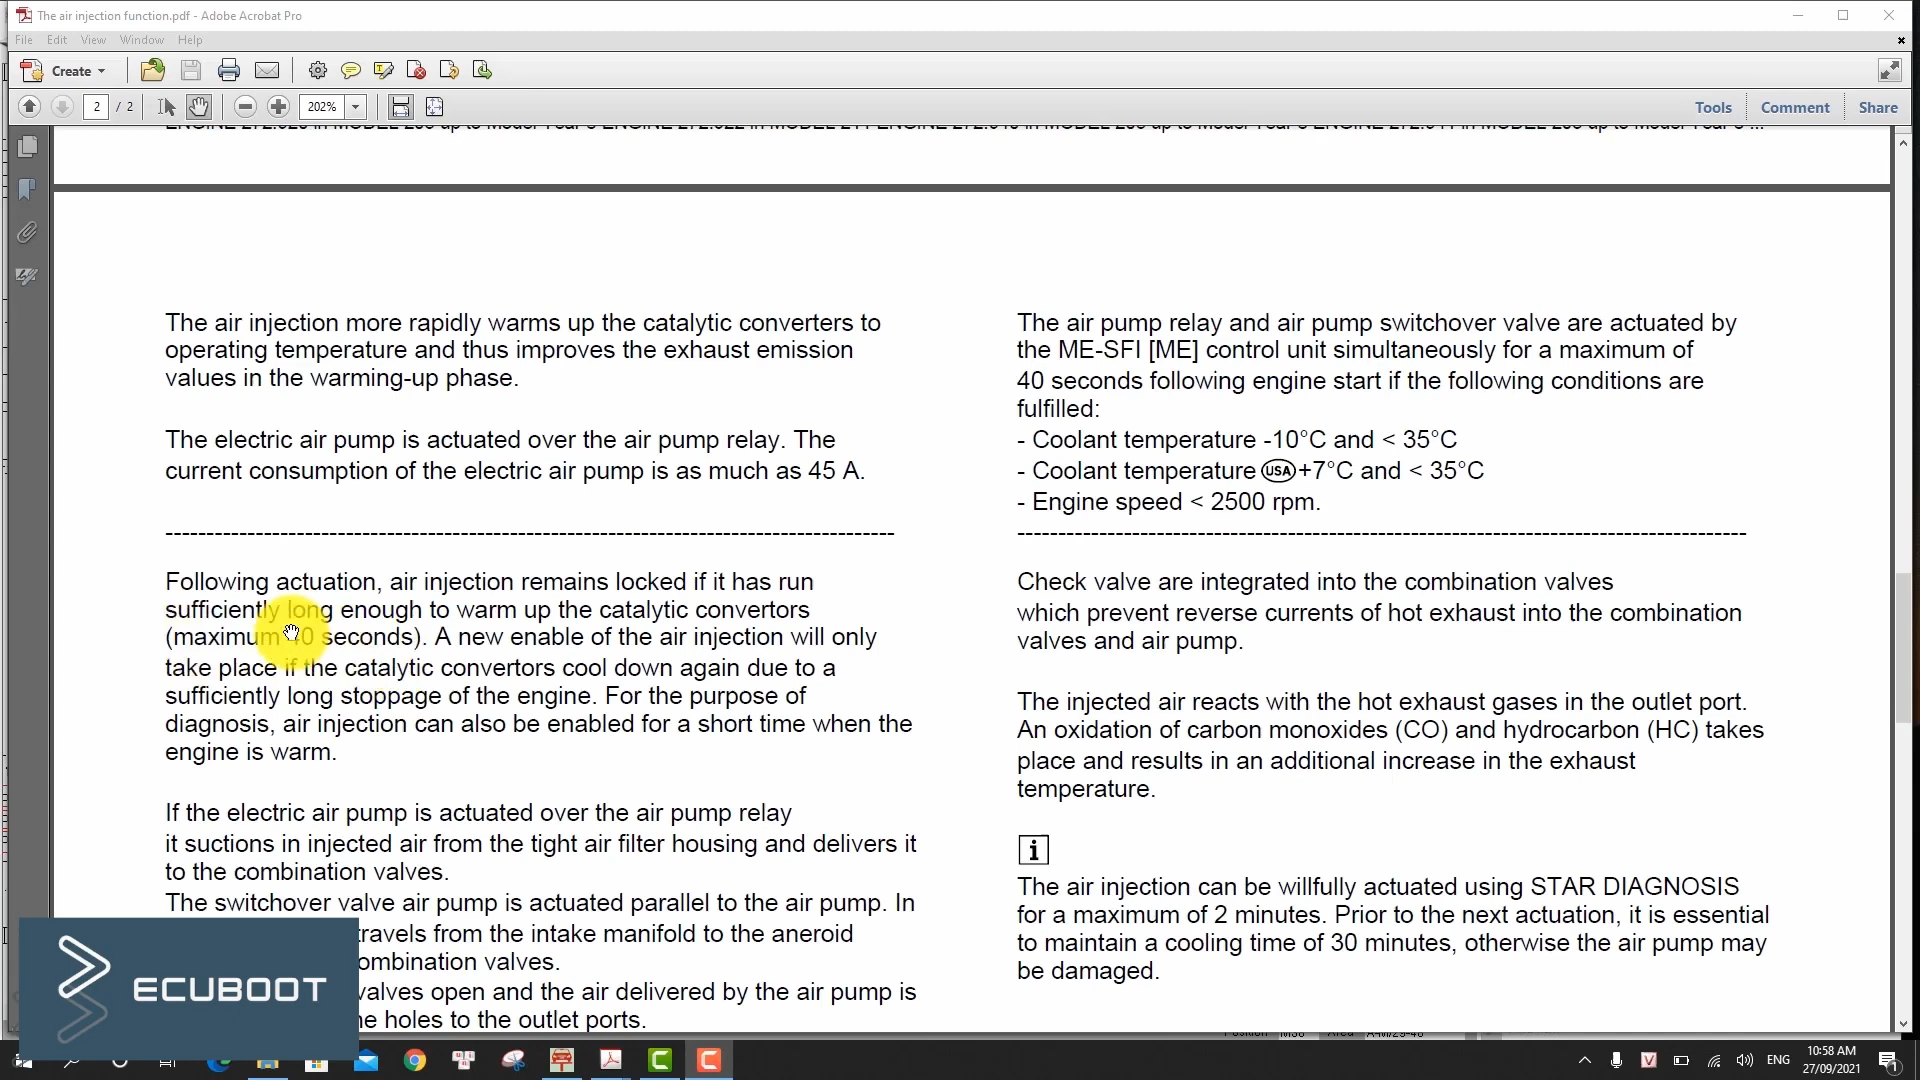 The air injection function.pdf - Adobe Acrobat Pro
File Edit View Window Help
Create
2 / 2 202% Tools Comment Share
The air injection more rapidly warms up the catalytic converters to
operating temperature and thus improves the exhaust emission
values in the warming-up phase.
The electric air pump is actuated over the air pump relay. The
current consumption of the electric air pump is as much as 45 A.
--------------------------------------------------------------------------------
Following actuation, air injection remains locked if it has run
sufficiently long enough to warm up the catalytic convertors
(maximum 40 seconds). A new enable of the air injection will only
take place if the catalytic convertors cool down again due to a
sufficiently long stoppage of the engine. For the purpose of
diagnosis, air injection can also be enabled for a short time when the
engine is warm.
If the electric air pump is actuated over the air pump relay
it suctions in injected air from the tight air filter housing and delivers it
to the combination valves.
The switchover valve air pump is actuated parallel to the air pump. In
travels from the intake manifold to the aneroid
ombination valves.
valves open and the air delivered by the air pump is
he holes to the outlet ports.
The air pump relay and air pump switchover valve are actuated by
the ME-SFI [ME] control unit simultaneously for a maximum of
40 seconds following engine start if the following conditions are
fulfilled:
- Coolant temperature -10°C and < 35°C
- Coolant temperature USA +7°C and < 35°C
- Engine speed < 2500 rpm.
--------------------------------------------------------------------------------
Check valve are integrated into the combination valves
which prevent reverse currents of hot exhaust into the combination
valves and air pump.
The injected air reacts with the hot exhaust gases in the outlet port.
An oxidation of carbon monoxides (CO) and hydrocarbon (HC) takes
place and results in an additional increase in the exhaust
temperature.
i
The air injection can be willfully actuated using STAR DIAGNOSIS
for a maximum of 2 minutes. Prior to the next actuation, it is essential
to maintain a cooling time of 30 minutes, otherwise the air pump may
be damaged.
ECUBOOT
ENG
10:58 AM
27/09/2021